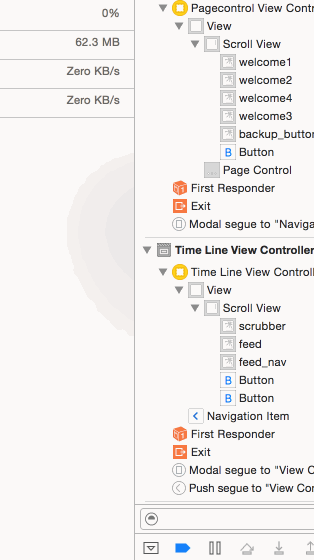 0%
62.3 MB
Zero KB/s
Zero KB/s
Pagecontrol View Cont
View
Scroll View
welcome1
welcome2
welcome4
welcome3
backup_button
B Button
Page Control
First Responder
Exit
Modal segue to "Naviga
Time Line View Controller
Time Line View Controll
View
Scroll View
scrubber
feed
feed_nav
B Button
B Button
Navigation Item
First Responder
Exit
Modal segue to "View C
Push segue to "View Con